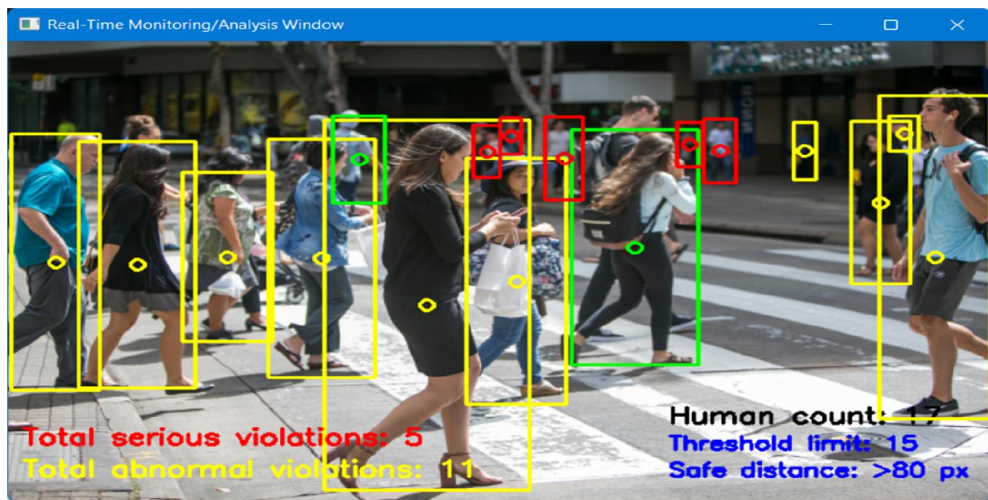 Real-Time Monitoring/Analysis Window
Total serious violations: 5
Total abnormal violations: 11
Human count: 17
Threshold limit: 15
Safe distance: >80 px